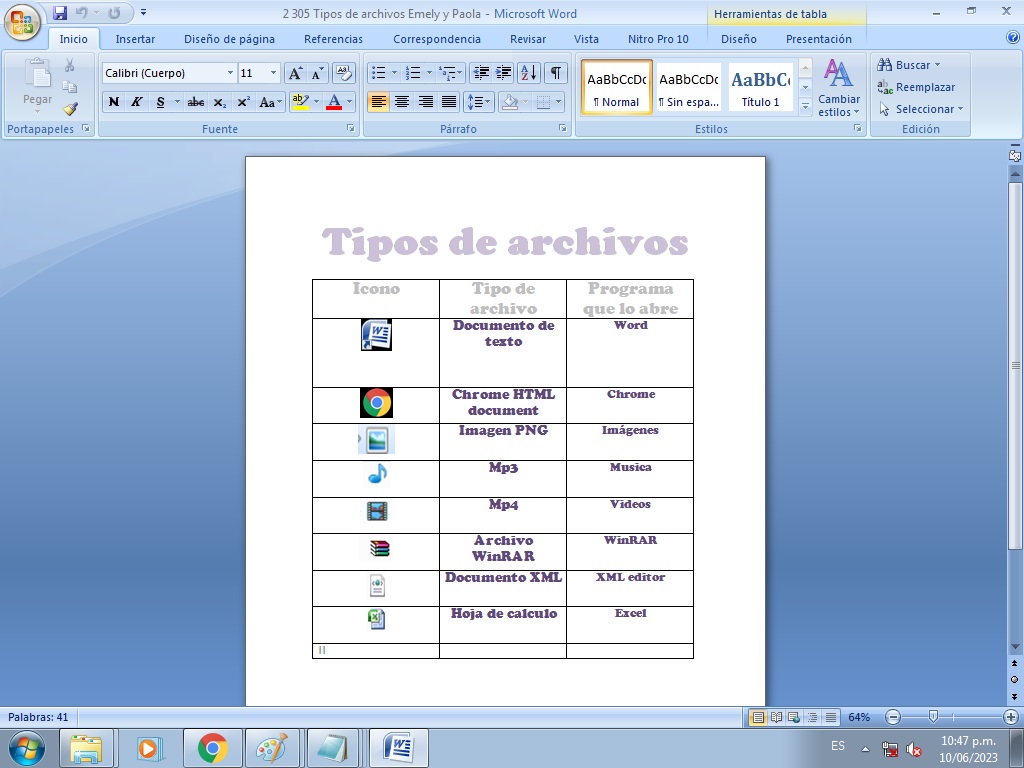 2 305 Tipos de archivos Emely y Paola - Microsoft Word
Herramientas de tabla
Inicio Insertar Diseño de página Referencias Correspondencia Revisar Vista Nitro Pro 10 Diseño Presentación
Pegar
Portapapeles
Calibri (Cuerpo) 11
N K S abc x₂ x² Aa
Fuente
Párrafo
AaBbCcDc AaBbCcDc AaBbC
¶ Normal ¶ Sin espa... Título 1
Cambiar
estilos
Estilos
Buscar
Reemplazar
Seleccionar
Edición
Tipos de archivos
Icono Tipo de Programa
archivo que lo abre
Documento de Word
texto
Chrome HTML Chrome
document
Imagen PNG Imágenes
Mp3 Musica
Mp4 Videos
Archivo WinRAR
WinRAR
Documento XML XML editor
Hoja de calculo Excel
Palabras: 41
64%
ES
10:47 p.m.
10/06/2023